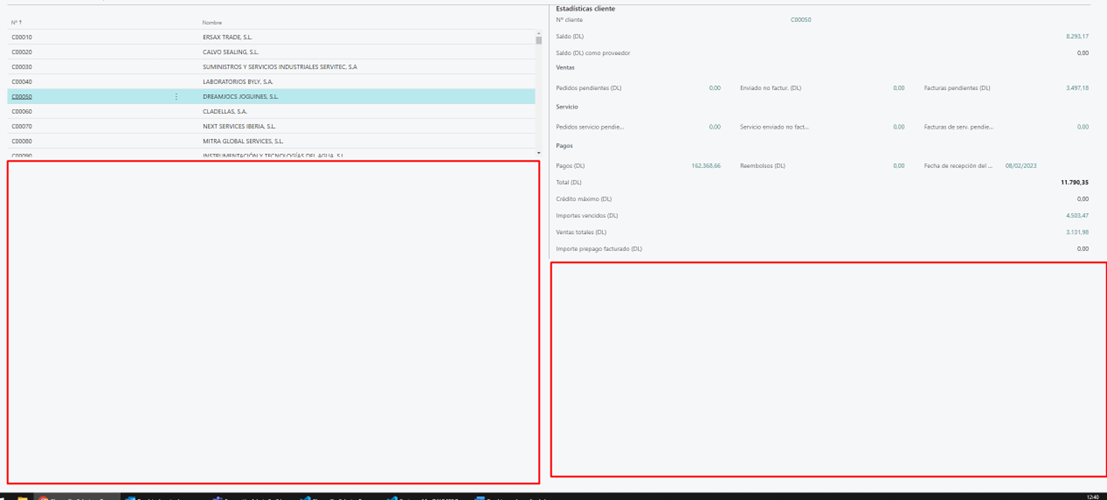 Nº ↑ Nombre
C00010 ERSAX TRADE, S.L.
C00020 CALVO SEALING, S.L.
C00030 SUMINISTROS Y SERVICIOS INDUSTRIALES SERVITEC, S.A
C00040 LABORATORIOS BYLY, S.A.
C00050 DREAMJOCS JOGUINES, S.L.
C00060 CLADELLAS, S.A.
C00070 NEXT SERVICES IBERIA, S.L.
C00080 MITRA GLOBAL SERVICES, S.L.
C00090 INSTRUMENTACIÓN Y TECNOLOGÍAS DEL AGUA, S.L
Estadísticas cliente
Nº cliente C00050
Saldo (DL) 8.293,17
Saldo (DL) como proveedor 0,00
Ventas
Pedidos pendientes (DL) 0,00 Enviado no factur. (DL) 0,00 Facturas pendientes (DL) 3.497,18
Servicio
Pedidos servicio pendie... 0,00 Servicio enviado no fact... 0,00 Facturas de serv. pendie... 0,00
Pagos
Pagos (DL) 162.368,66 Reembolsos (DL) 0,00 Fecha de recepción del ... 08/02/2023
Total (DL) 11.790,35
Crédito máximo (DL) 0,00
Importes vencidos (DL) 4.503,47
Ventas totales (DL) 3.131,98
Importe prepago facturado (DL) 0,00
12:40